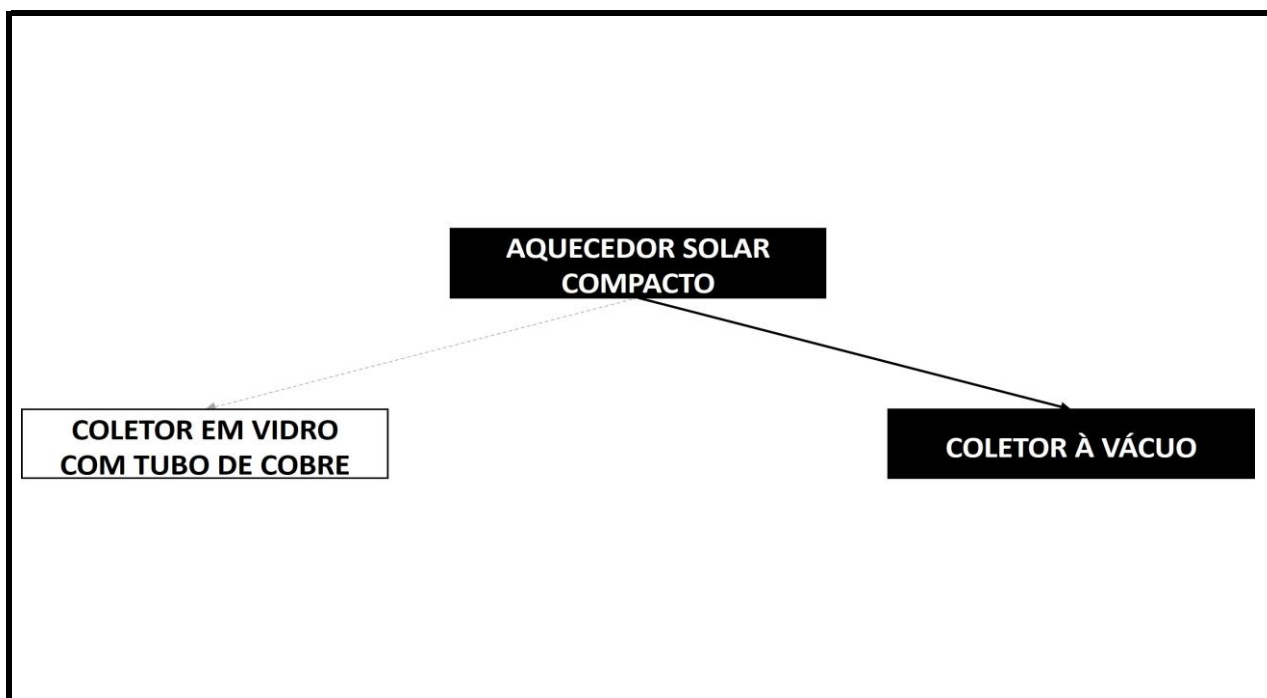 AQUECEDOR SOLAR
COMPACTO
COLETOR EM VIDRO
COM TUBO DE COBRE
COLETOR À VÁCUO